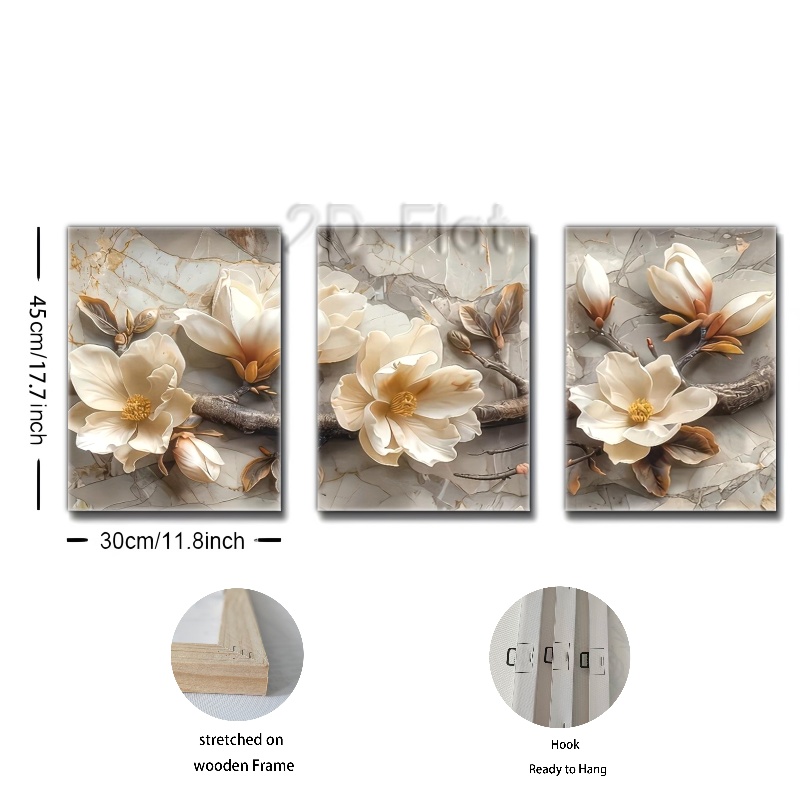 2D Flat
45cm/17.7inch
30cm/11.8inch
stretched on
wooden Frame
Hook
Ready to Hang